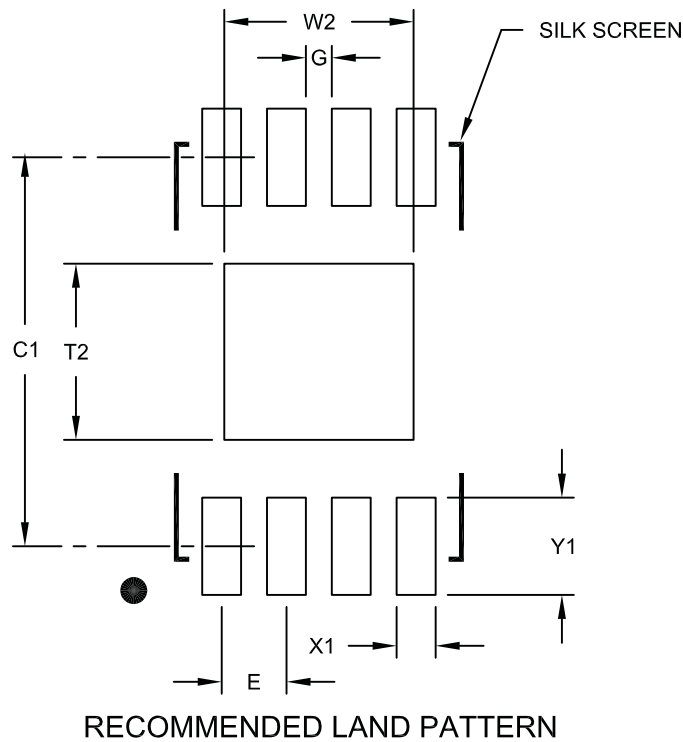 W2
SILK SCREEN
G
C1
T2
Y1
X1
E
RECOMMENDED LAND PATTERN